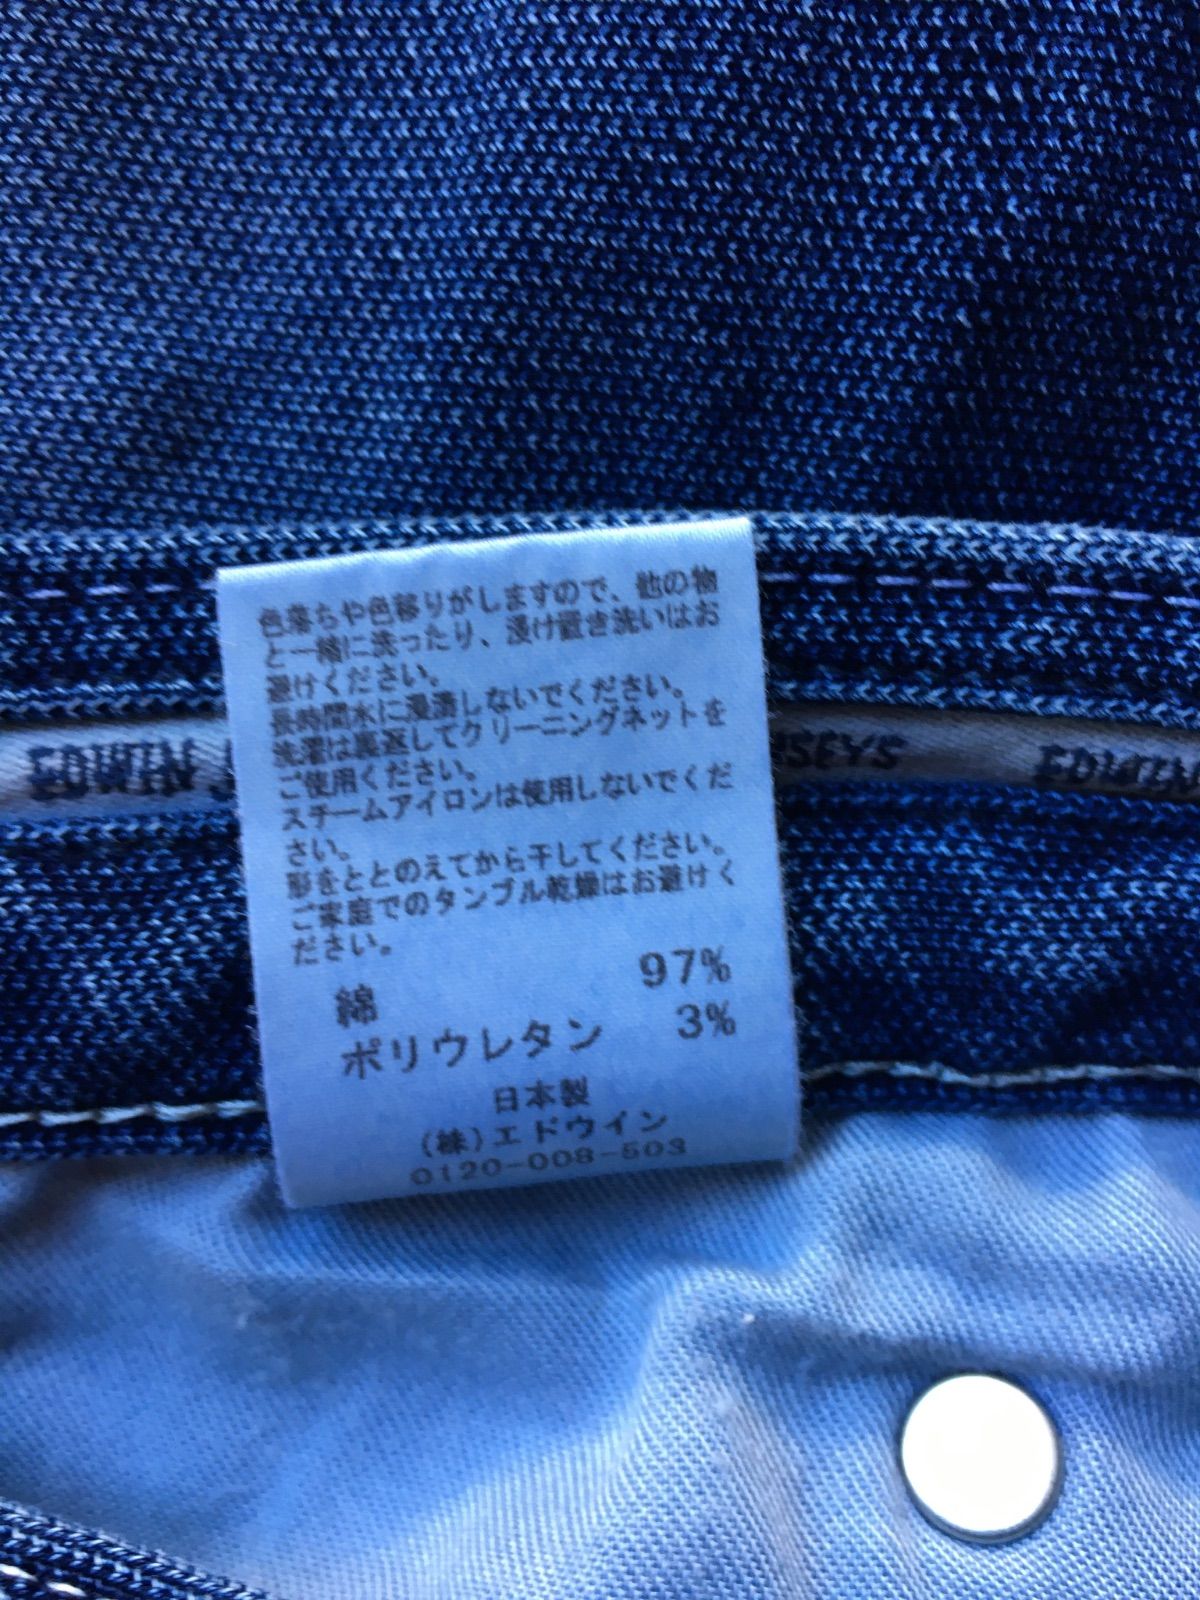 色落ちや色移りがしますので、他の物
と一緒に洗ったり、浸け置き洗いはお
避けください。
長時間水に浸漬しないでください。
洗濯は裏返してクリーニングネットを
ご使用ください。
スチームアイロンは使用しないでくだ
さい。
形をととのえてから干してください。
ご家庭でのタンブル乾燥はお避けく
ださい。
綿 97%
ポリウレタン 3%
日本製
(株)エドウイン
0120-008-503
EDWIN
EDWIN